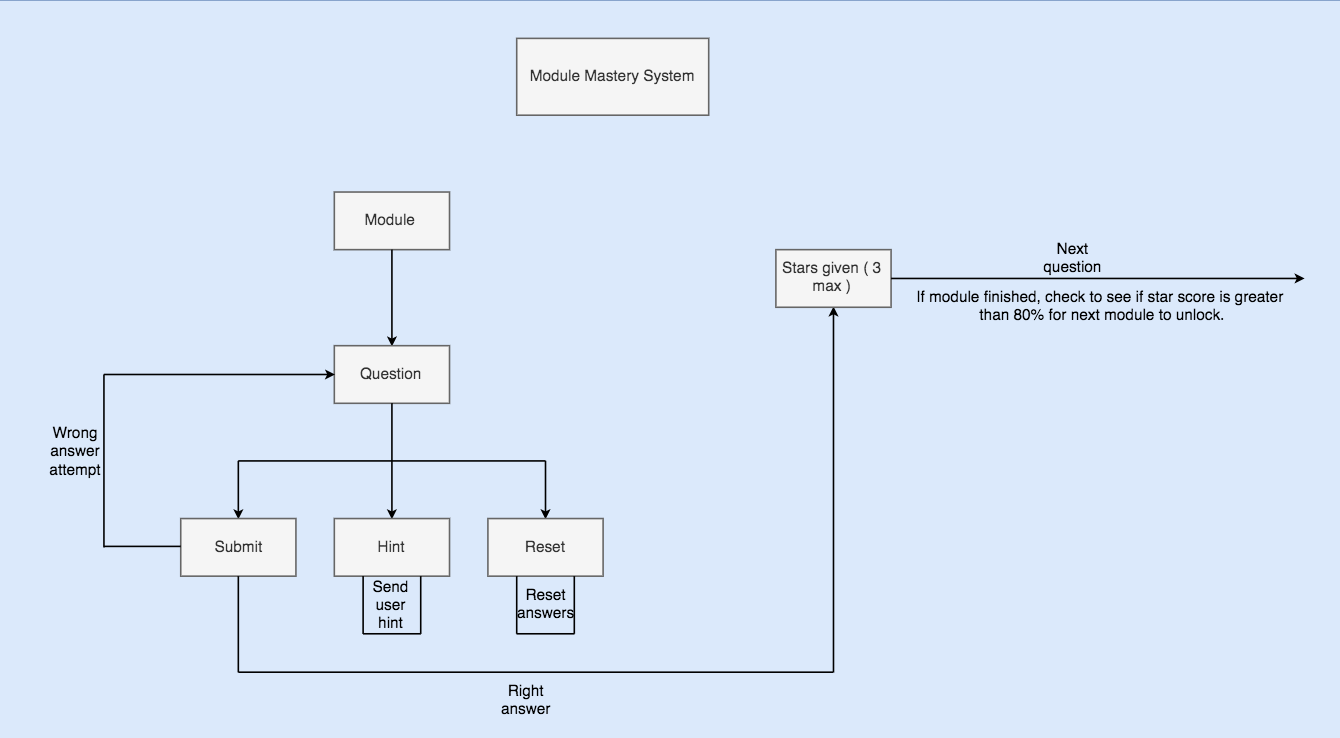 Module Mastery System
Module
Next
question
Stars given ( 3
max )
If module finished, check to see if star score is greater
than 80% for next module to unlock.
Question
Wrong
answer
attempt
Submit
Hint
Reset
Send
user
hint
Reset
answers
Right
answer